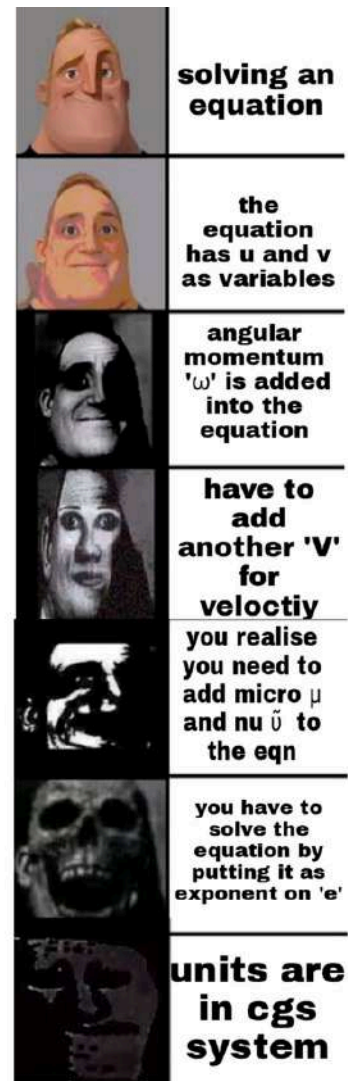 solving an
equation
the
equation
has u and v
as variables
angular
momentum
'ω' is added
into the
equation
have to
add
another 'V'
for
veloctiy
you realise
you need to
add micro μ
and nu ῦ to
the eqn
you have to
solve the
equation by
putting it as
exponent on 'e'
units are
in cgs
system